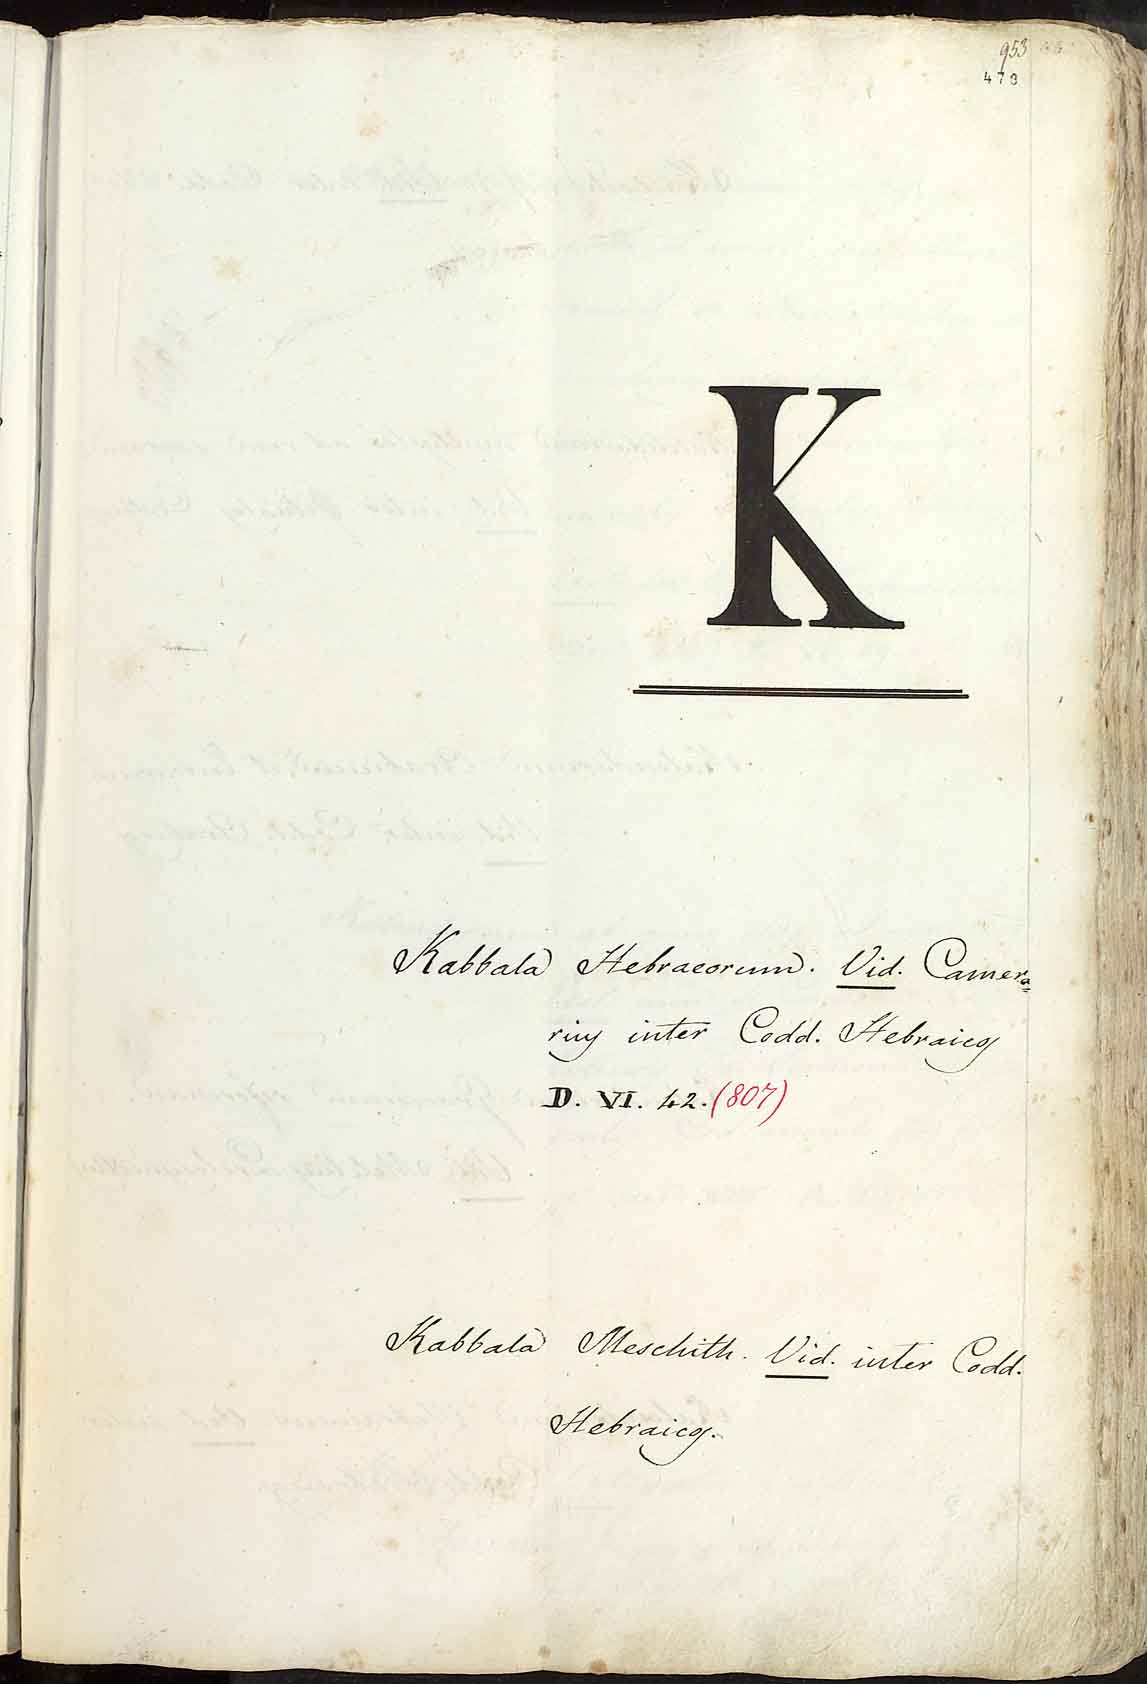 953
473
K
Kabbala Hebraeorum. Vid. Camera=
rius inter Codd. Hebraicos
D. VI. 42. (807)
Kabbala Meschith. Vid. inter Codd.
Hebraicos.